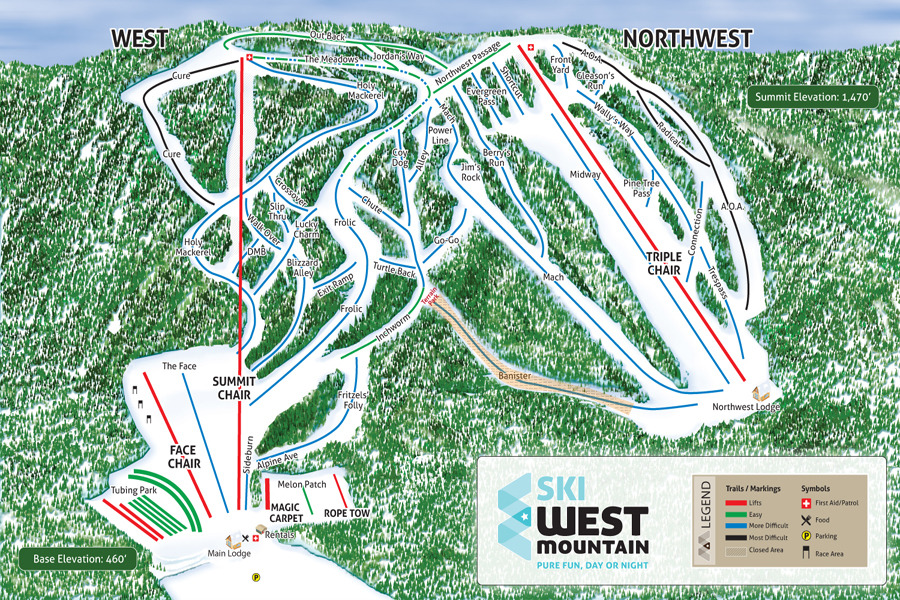 WEST
NORTHWEST
Out Back
The Meadows
Jordan's Way
Northwest Passage
Cure
Holy
Mackerel
Evergreen
Pass
Shortcut
Front
Yard
A.O.A.
Gleason's
Run
Summit Elevation: 1,470'
Mach
Power
Line
Wally's-Way
Radical
Cure
Coy
Dog
Alley
Berry's
Run
Jim's
Rock
Midway
Pine Tree
Pass
Crossover
Slip
Thru
Chute
A.O.A.
Walk Over
Lucky
Charm
Frolic
Connection
Holy
Mackerel
DMB
Go-Go
TRIPLE
CHAIR
Blizzard
Alley
Turtle Back
Mach
Trespass
Exit Ramp
Terrain
Park
Frolic
Inchworm
The Face
SUMMIT
CHAIR
Banister
Fritzels'
Folly
Northwest Lodge
FACE
CHAIR
Sideburn
Alpine Ave
Tubing Park
Melon Patch
MAGIC
CARPET
ROPE TOW
Rentals
Main Lodge
P
Base Elevation: 460'
SKI
WEST
MOUNTAIN
PURE FUN, DAY OR NIGHT
LEGEND
Trails / Markings
Lifts
Easy
More Difficult
Most Difficult
Closed Area
Symbols
First Aid/Patrol
Food
P Parking
Race Area